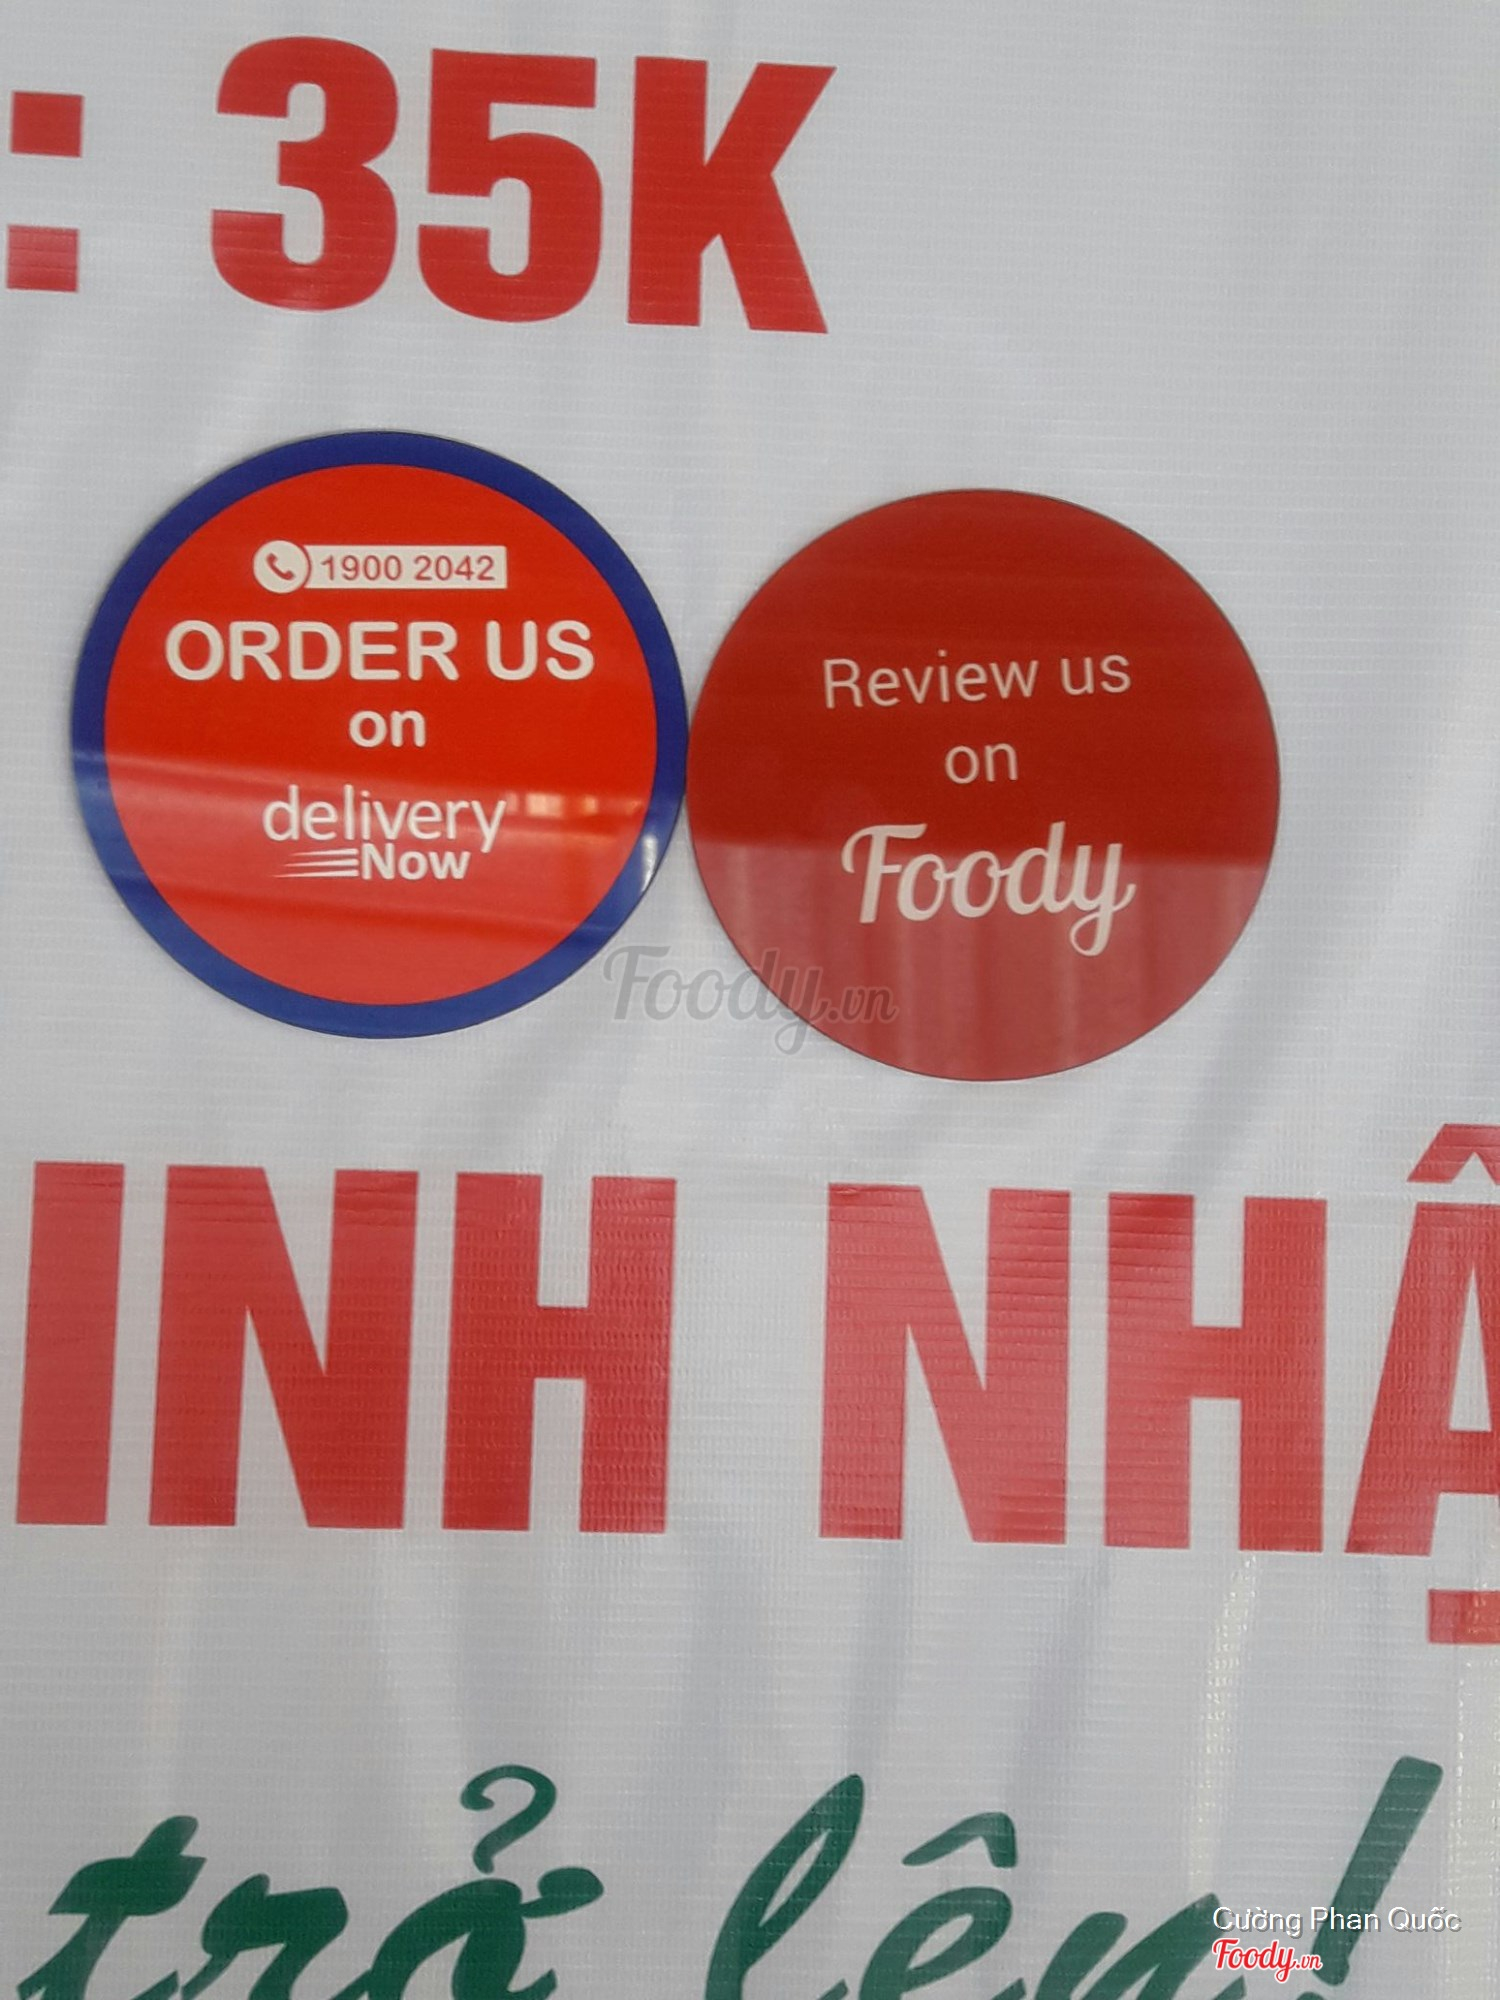 : 35K
1900 2042
ORDER US
on
delivery
Now
Review us
on
Foody
Foody.vn
INH NHẬ
trả lên!
Cường Phan Quốc
Foody.vn